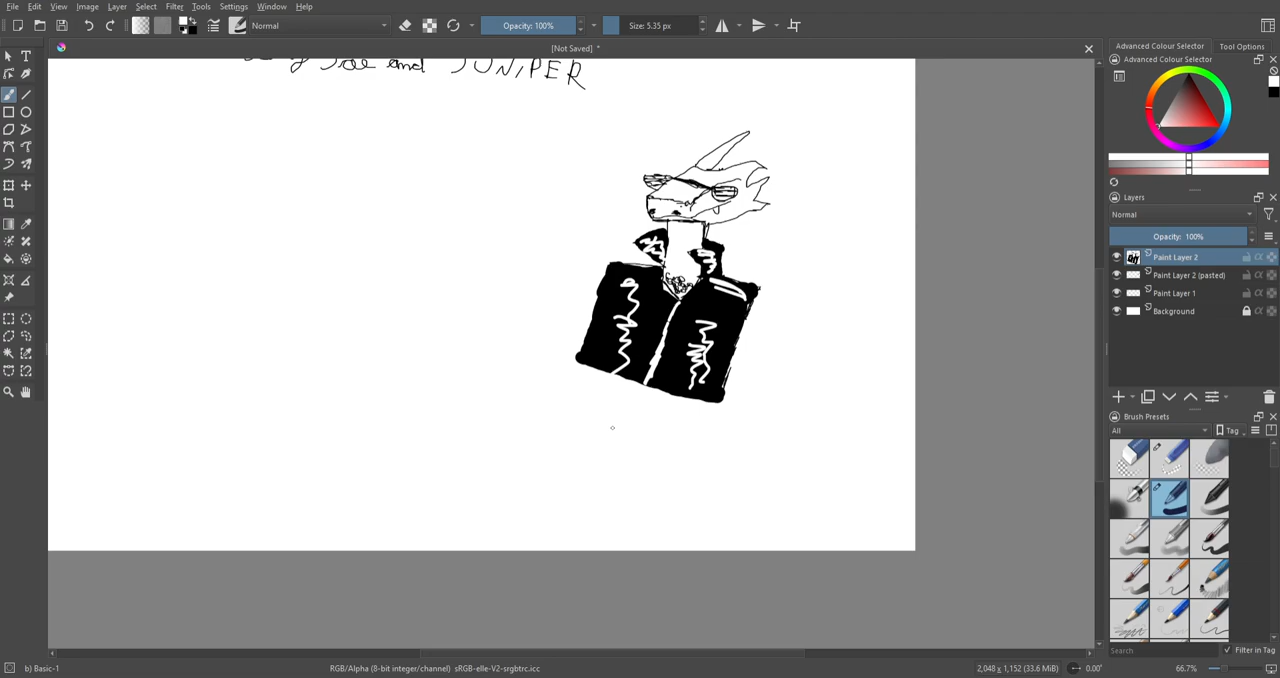 File Edit View Image Layer Select Filter Tools Settings Window Help
Normal Opacity: 100% Size: 5.35 px
[Not Saved] *
and JUNIPER
Advanced Colour Selector Tool Options
Advanced Colour Selector
Layers
Normal
Opacity: 100%
Paint Layer 2
Paint Layer 2 (pasted)
Paint Layer 1
Background
Brush Presets
All Tag
Search Filter in Tag
b) Basic-1 RGB/Alpha (8-bit integer/channel) sRGB-elle-V2-srgbtrc.icc 2,048 x 1,152 (33.6 MiB) 0.00° 66.7%